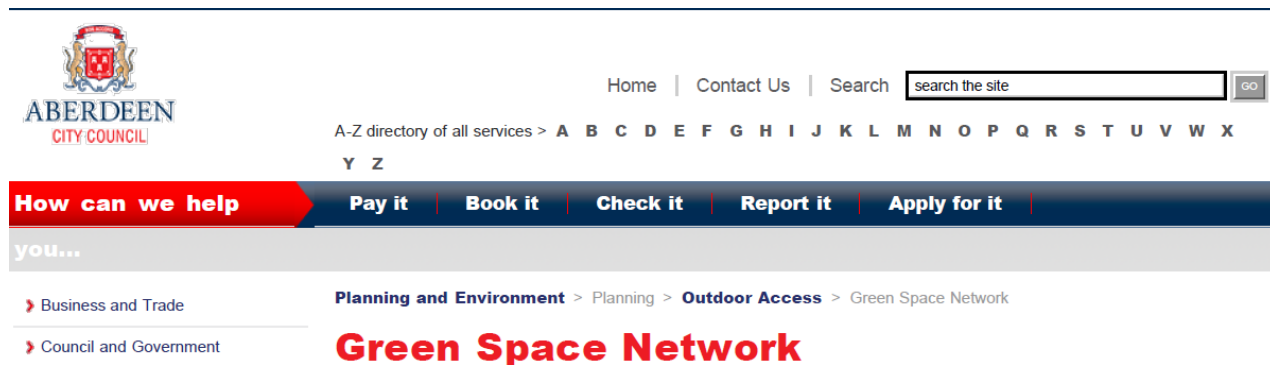 ABERDEEN
CITY COUNCIL
Home | Contact Us | Search search the site GO
A-Z directory of all services > A B C D E F G H I J K L M N O P Q R S T U V W X
Y Z
How can we help
you...
Pay it | Book it | Check it | Report it | Apply for it |
Business and Trade
Council and Government
Planning and Environment > Planning > Outdoor Access > Green Space Network
Green Space Network